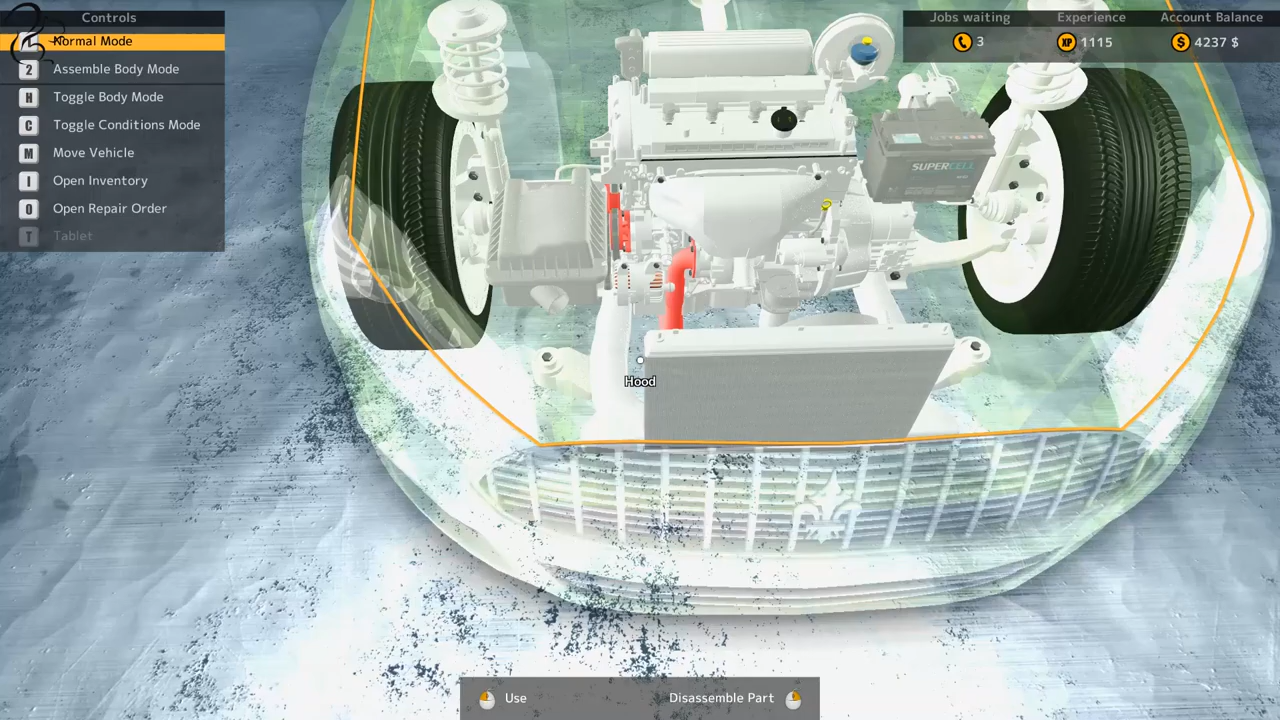 Controls
Normal Mode
2 Assemble Body Mode
H Toggle Body Mode
C Toggle Conditions Mode
M Move Vehicle
I Open Inventory
O Open Repair Order
T Tablet
Jobs waiting Experience Account Balance
3 XP 1115 $ 4237 $
SUPERCELL
Hood
Use Disassemble Part